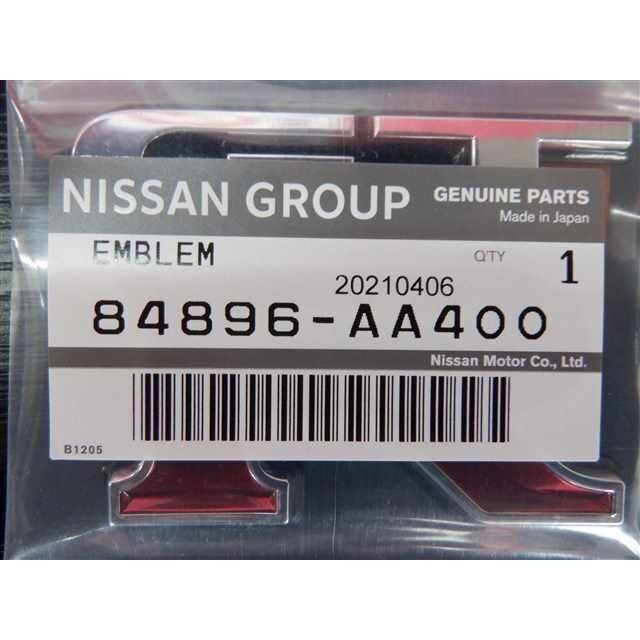 NISSAN GROUP
GENUINE PARTS
Made in Japan
EMBLEM
Q'TY 1
20210406
84896-AA400
Nissan Motor Co., Ltd.
B1205